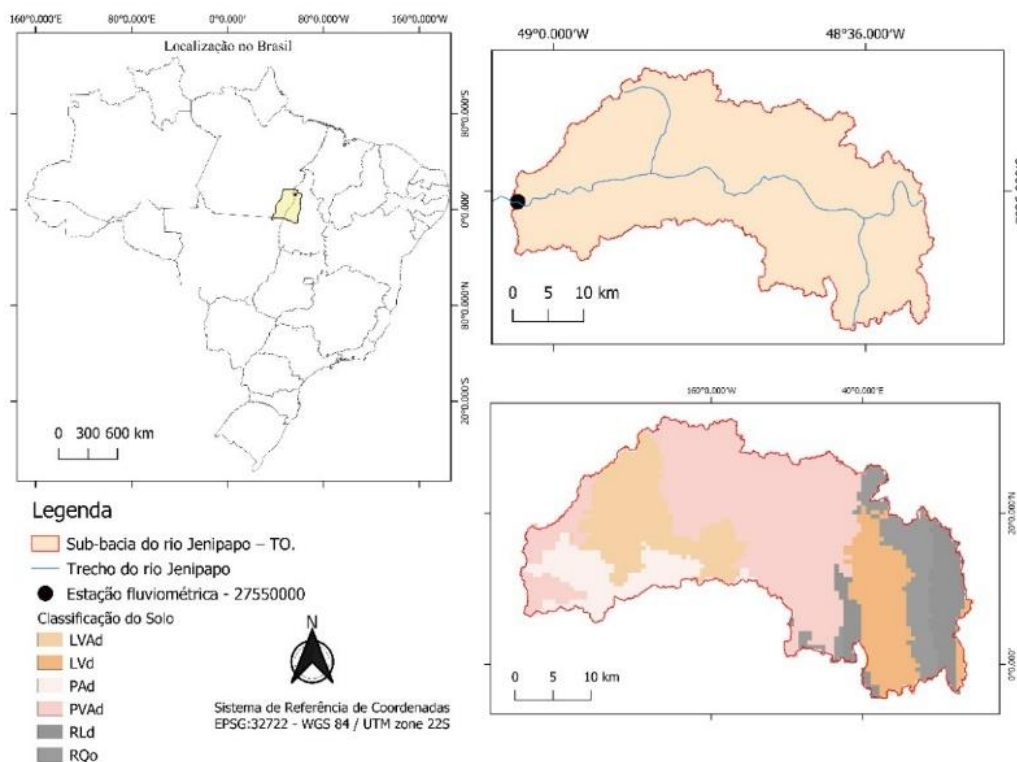 160°0.000'E 80°0.000'E 0°0.000' 80°0.000'W 160°0.000'W
Localização no Brasil
80°0.000'S
0°0.000'
80°0.000'N
20°0.000'S
0 300 600 km
49°0.000'W 48°36.000'W
0 5 10 km
160°0.000'W 40°0.000'E
20°0.000'N
0°0.000'
0 5 10 km
Legenda
Sub-bacia do rio Jenipapo – TO.
Trecho do rio Jenipapo
Estação fluviométrica - 27550000
Classificação do Solo
LVAd
LVd
PAd
PVAd
RLd
RQo
N
Sistema de Referência de Coordenadas
EPSG:32722 - WGS 84 / UTM zone 22S